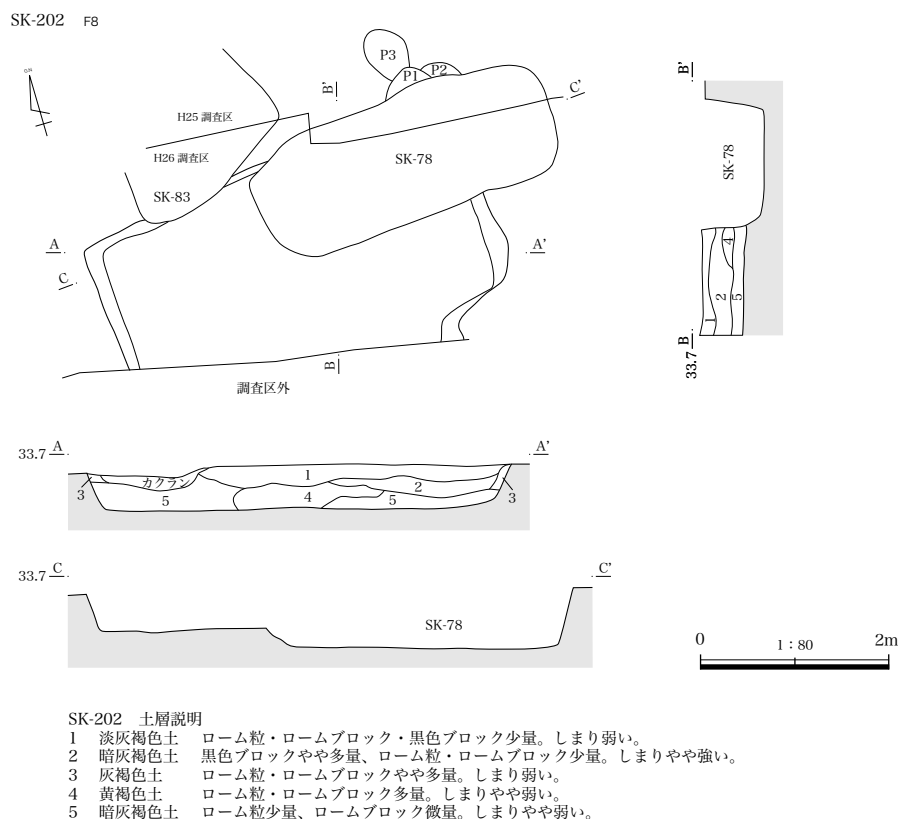 SK-202 F8
P3
P1 P2
B'
C'
H25 調査区
H26 調査区
SK-78
SK-83
A A'
C
B
調査区外
B'
SK-78
4
2
5
1
33.7 B
33.7 A A'
カクラン
1
2
3 5 4 5 3
33.7 C C'
SK-78
0 1：80 2m
SK-202 土層説明
1 淡灰褐色土 ローム粒・ロームブロック・黒色ブロック少量。しまり弱い。
2 暗灰褐色土 黒色ブロックやや多量、ローム粒・ロームブロック少量。しまりやや強い。
3 灰褐色土 ローム粒・ロームブロックやや多量。しまり弱い。
4 黄褐色土 ローム粒・ロームブロック多量。しまりやや弱い。
5 暗灰褐色土 ローム粒少量、ロームブロック微量。しまりやや弱い。